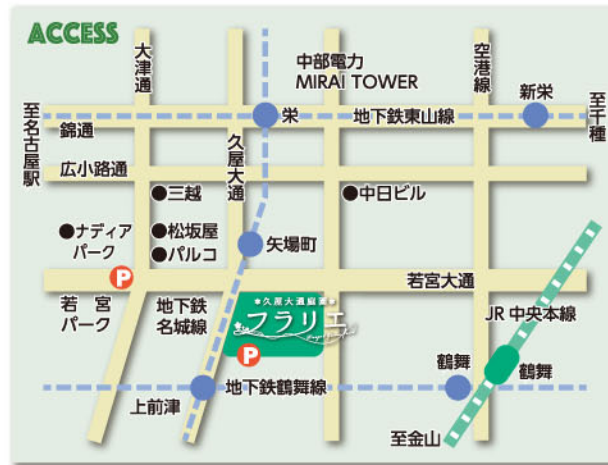 ACCESS
大津通
中部電力
MIRAI TOWER
空港線
新栄
至名古屋駅
栄
地下鉄東山線
至千種
錦通
久屋大通
広小路通
●三越
●中日ビル
●ナディア
パーク
●松坂屋
●パルコ
矢場町
P
若宮大通
若宮
パーク
地下鉄
名城線
久屋大通庭園
フラリエ
P
JR中央本線
鶴舞
鶴舞
地下鉄鶴舞線
上前津
至金山